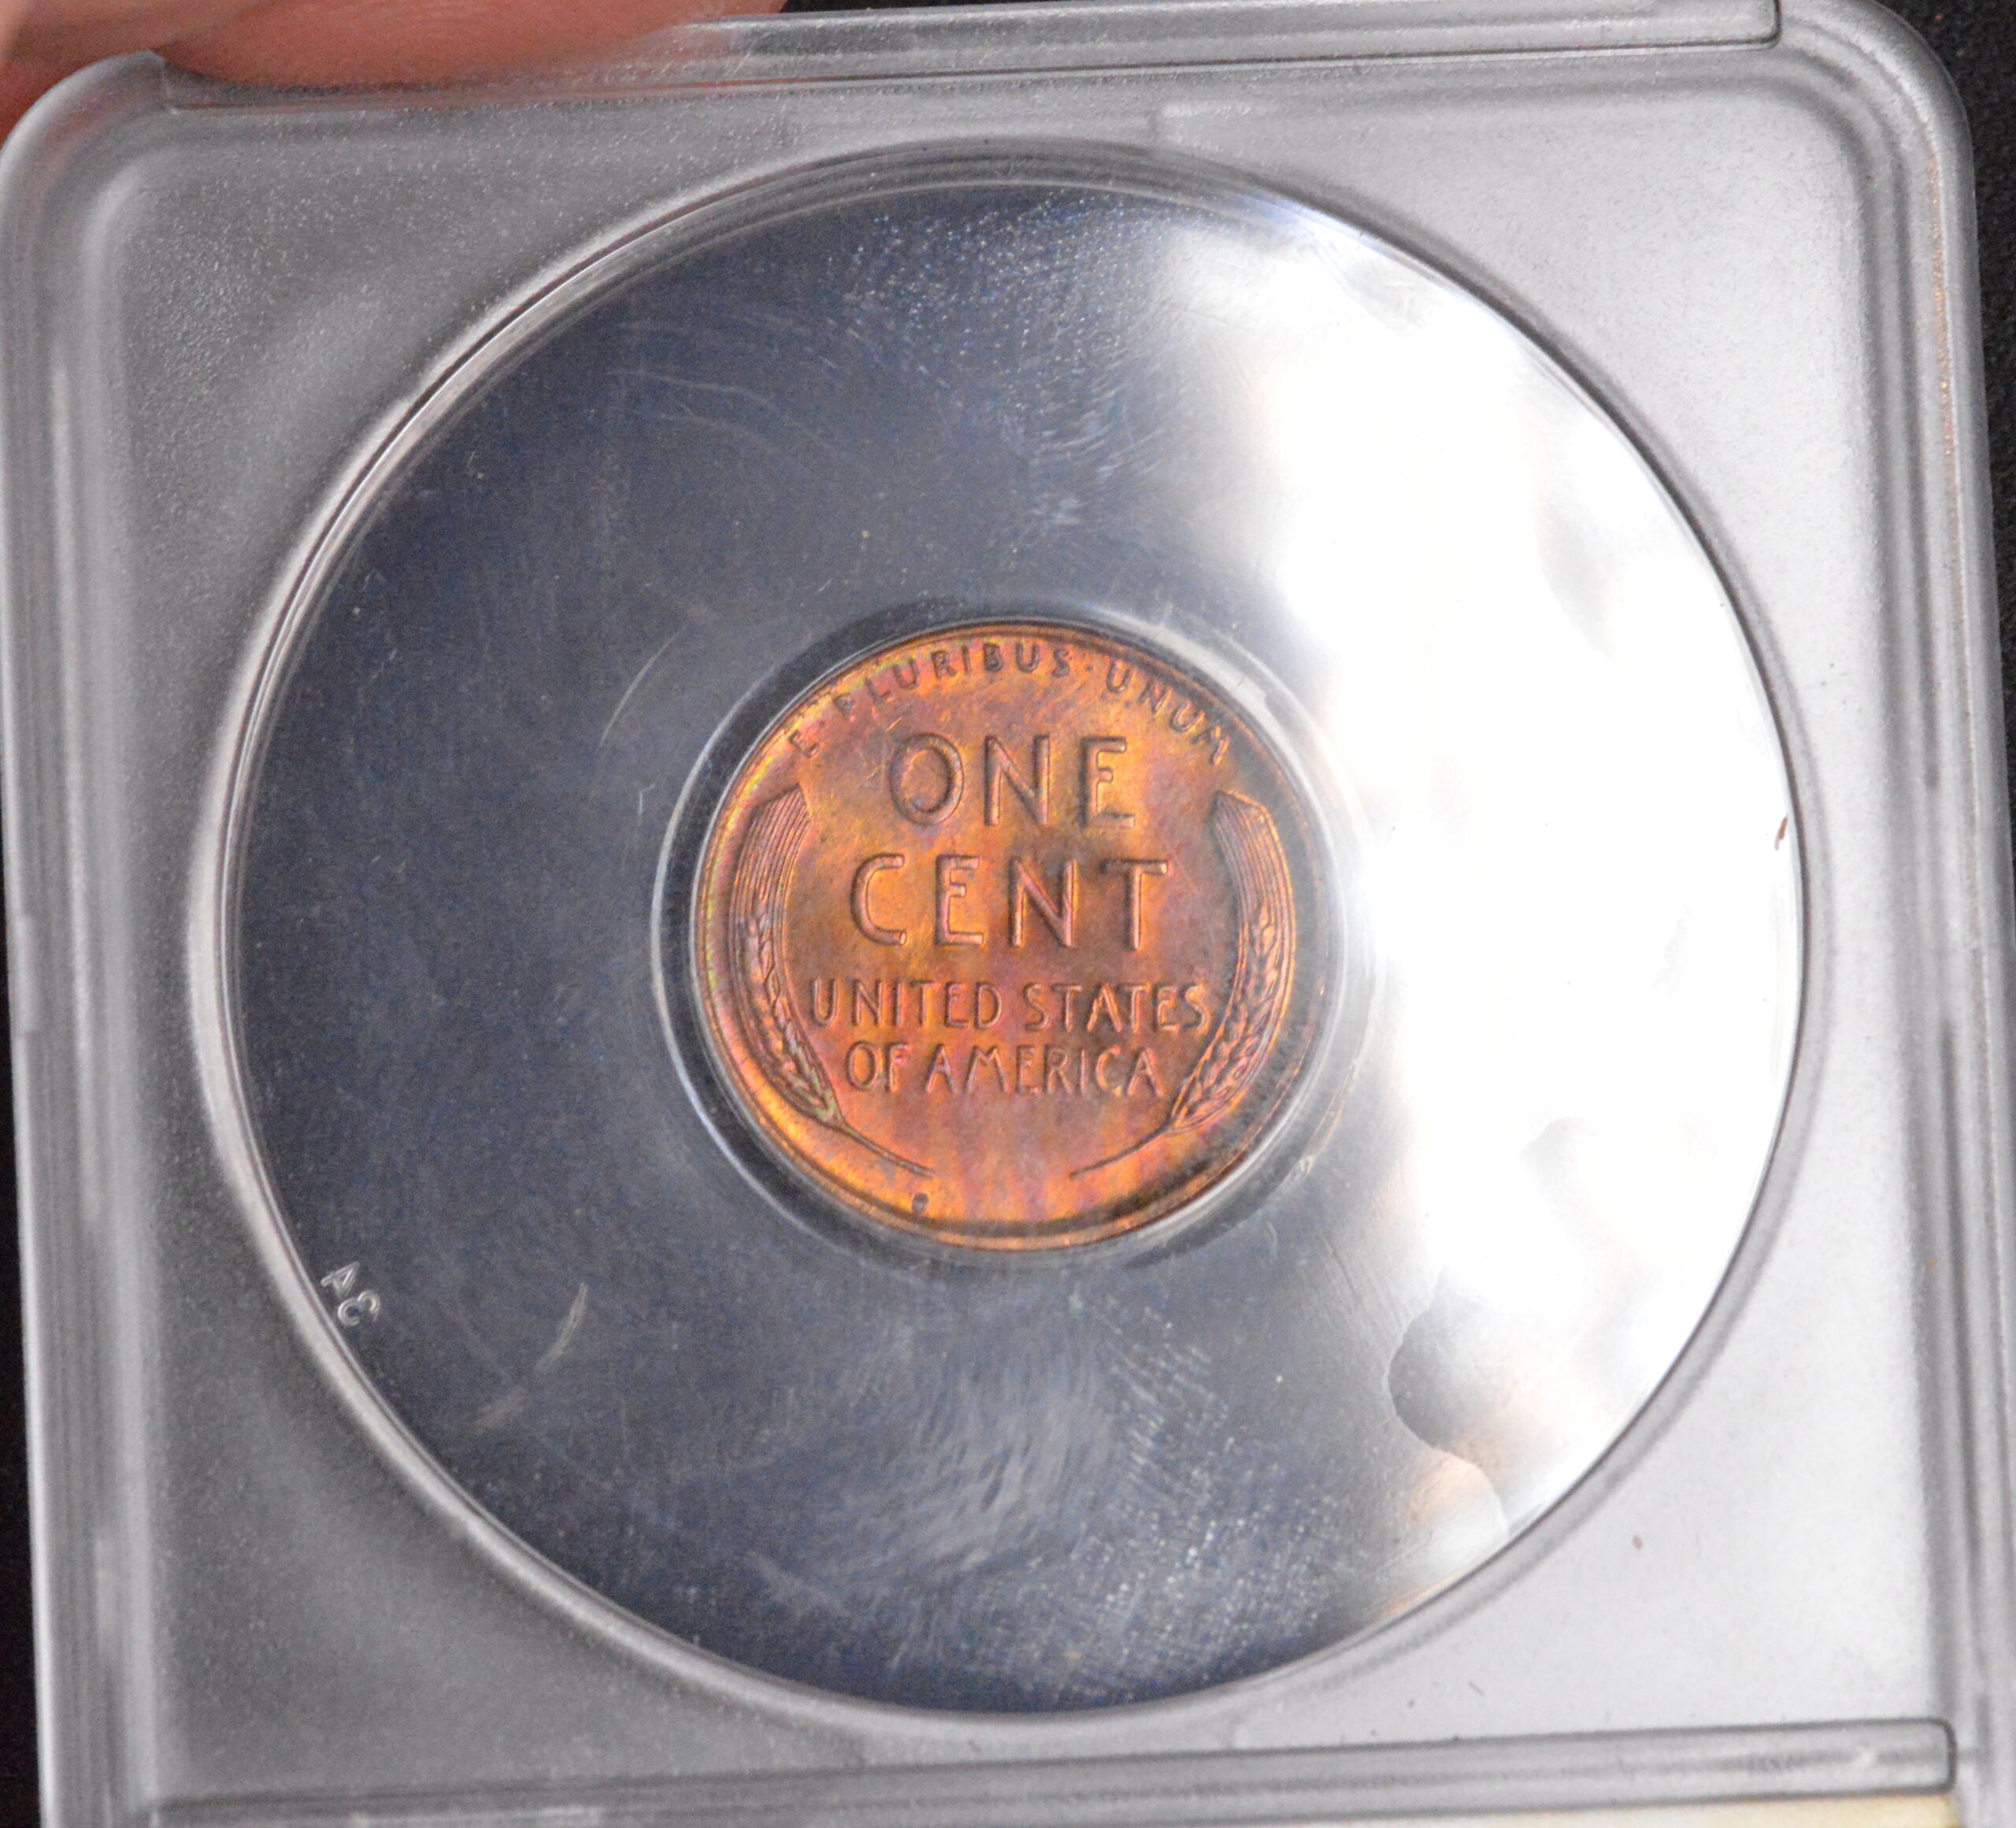 E·PLURIBUS·UNUM
ONE
CENT
UNITED STATES
OF AMERICA